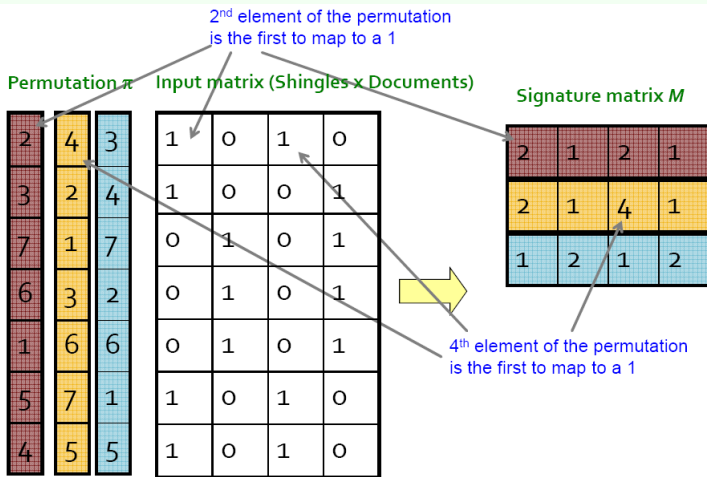 2nd element of the permutation
is the first to map to a 1
Permutation π
Input matrix (Shingles x Documents)
Signature matrix M
2 4 3 1 0 1 0
3 2 4 1 0 0 1
7 1 7 0 1 0 1
6 3 2 0 1 0 1
1 6 6 0 1 0 1
5 7 1 1 0 1 0
4 5 5 1 0 1 0
2 1 2 1
2 1 4 1
1 2 1 2
4th element of the permutation
is the first to map to a 1